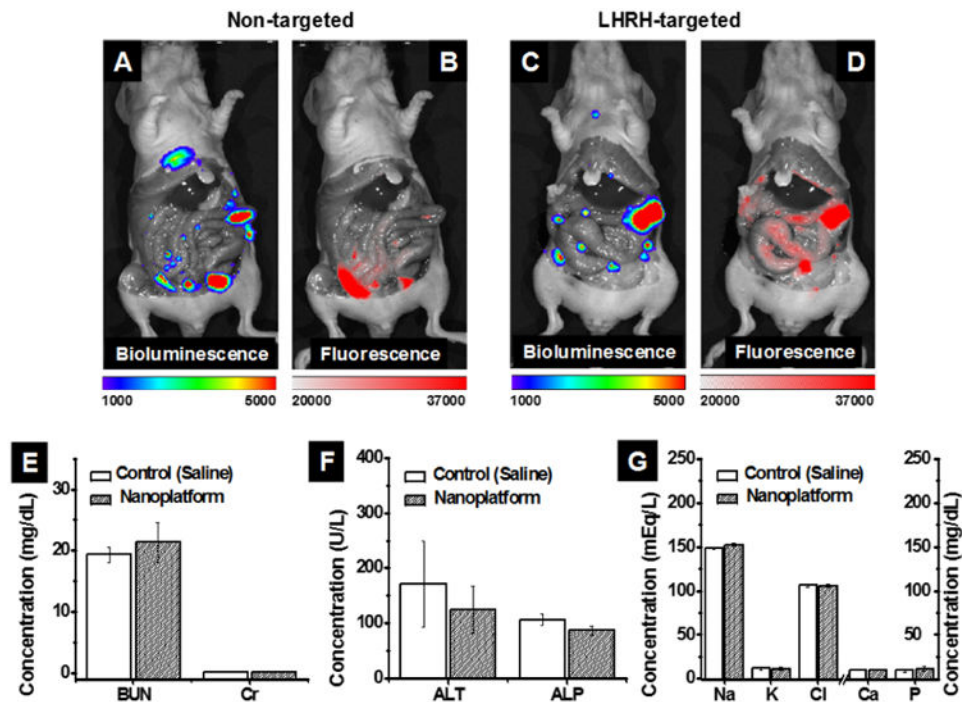 Non-targeted
LHRH-targeted
A
B
C
D
Bioluminescence
Fluorescence
Bioluminescence
Fluorescence
1000 5000
20000 37000
1000 5000
20000 37000
E
Control (Saline)
Nanoplatform
Concentration (mg/dL)
30
20
10
0
BUN Cr
F
Control (Saline)
Nanoplatform
Concentration (U/L)
400
300
200
100
0
ALT ALP
G
Control (Saline)
Nanoplatform
Concentration (mEq/L)
250
200
150
100
50
0
Na K Cl Ca P
250
200
150
100
50
0
Concentration (mg/dL)